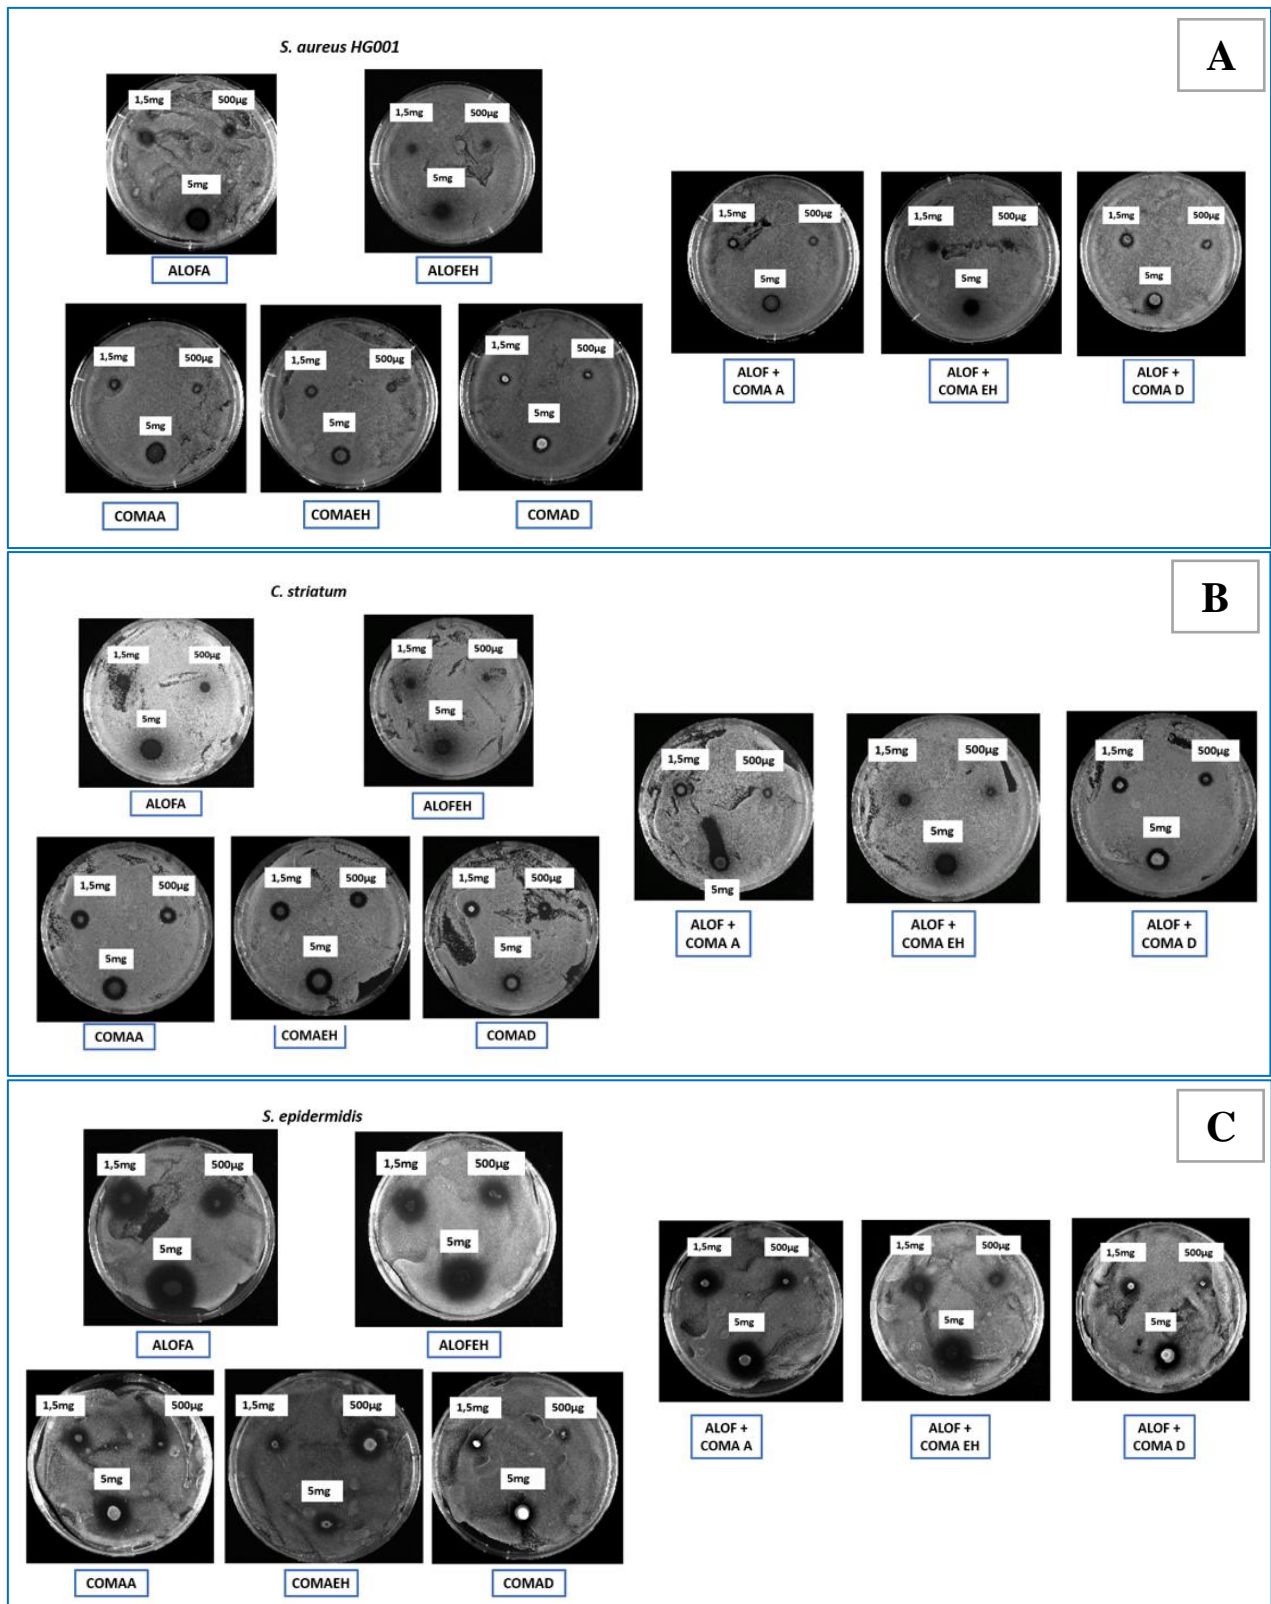 S. aureus HG001
A
1,5mg
500µg
5mg
ALOFA
1,5mg
500µg
5mg
ALOFEH
1,5mg
500µg
5mg
COMAA
1,5mg
500µg
5mg
COMAEH
1,5mg
500µg
5mg
COMAD
1,5mg
500µg
5mg
ALOF +
COMA A
1,5mg
500µg
5mg
ALOF +
COMA EH
1,5mg
500µg
5mg
ALOF +
COMA D
C. striatum
B
1,5mg
500µg
5mg
ALOFA
1,5mg
500µg
5mg
ALOFEH
1,5mg
500µg
5mg
COMAA
1,5mg
500µg
5mg
COMAEH
1,5mg
500µg
5mg
COMAD
1,5mg
500µg
5mg
ALOF +
COMA A
1,5mg
500µg
5mg
ALOF +
COMA EH
1,5mg
500µg
5mg
ALOF +
COMA D
S. epidermidis
C
1,5mg
500µg
5mg
ALOFA
1,5mg
500µg
5mg
ALOFEH
1,5mg
500µg
5mg
COMAA
1,5mg
500µg
5mg
COMAEH
1,5mg
500µg
5mg
COMAD
1,5mg
500µg
5mg
ALOF +
COMA A
1,5mg
500µg
5mg
ALOF +
COMA EH
1,5mg
500µg
5mg
ALOF +
COMA D